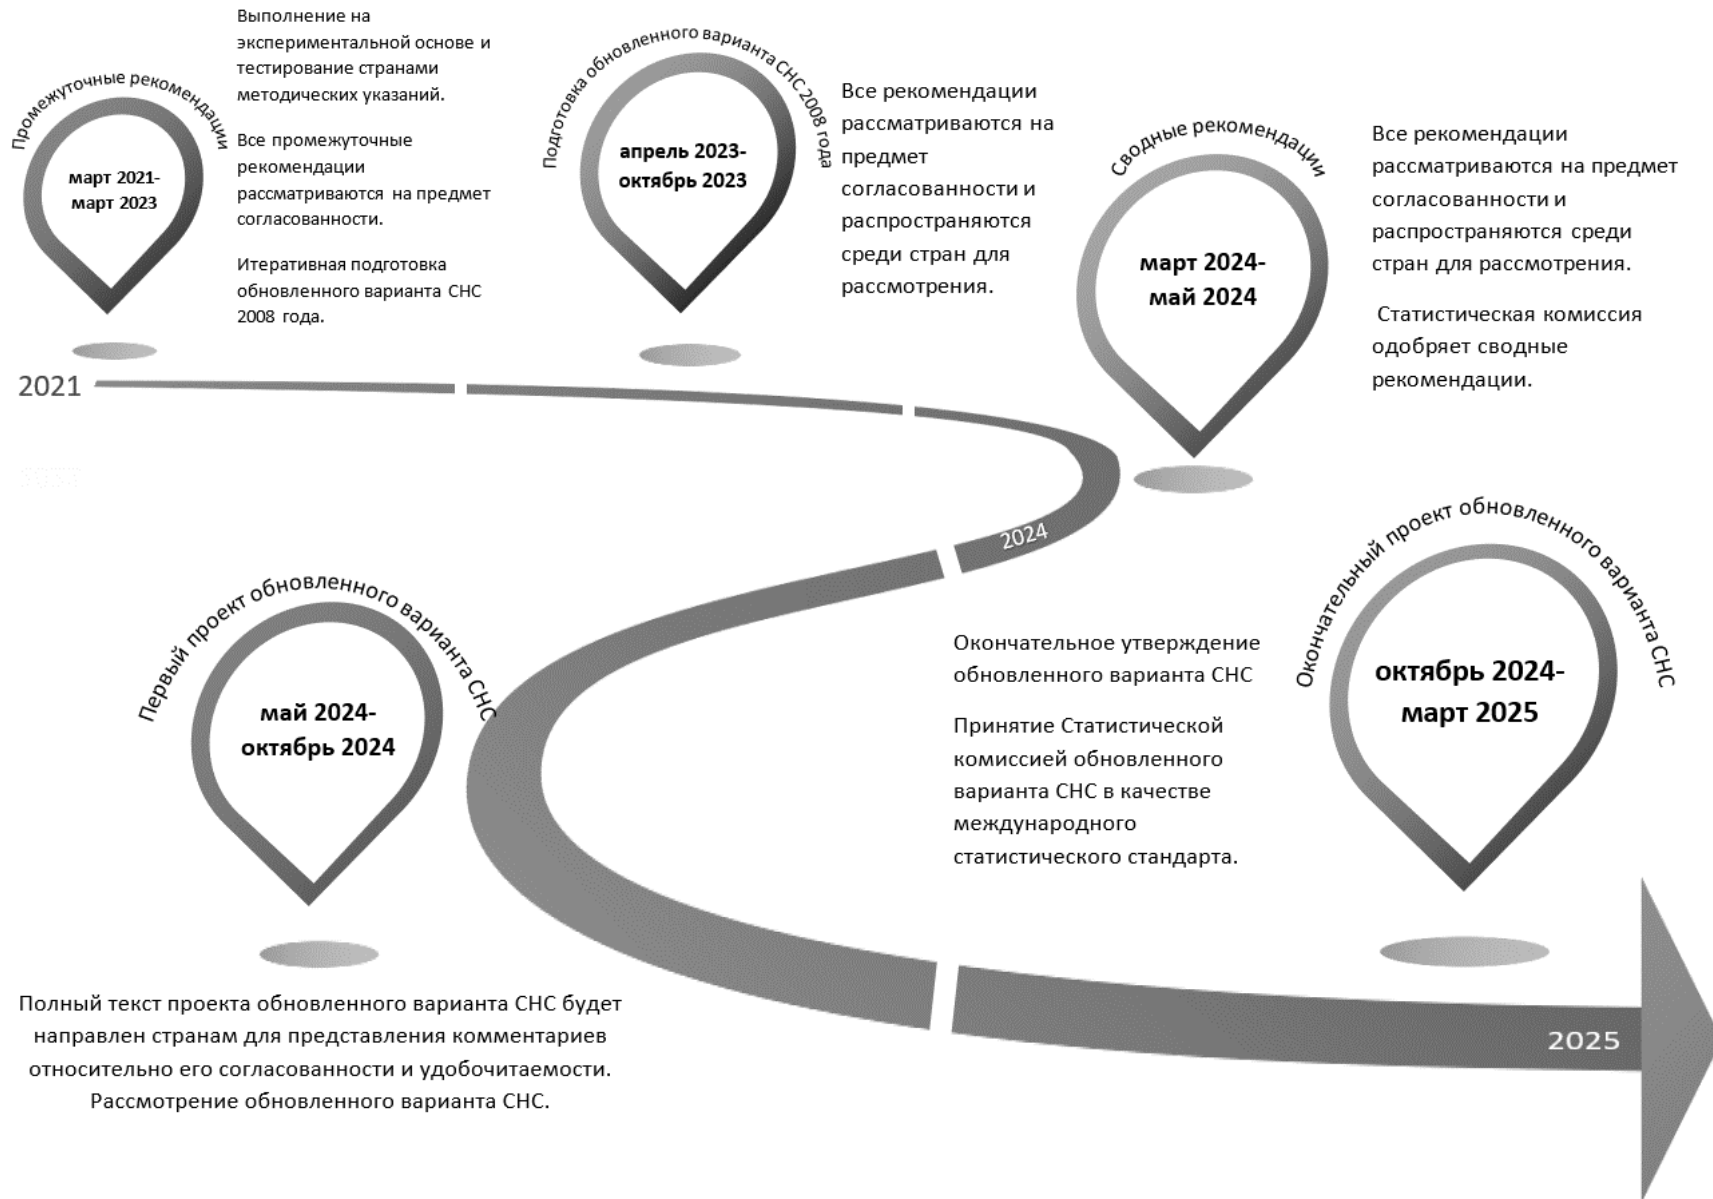 Промежуточные рекомендации
март 2021-
март 2023
Выполнение на
экспериментальной основе и
тестирование странами
методических указаний.
Все промежуточные
рекомендации
рассматриваются на предмет
согласованности.
Итеративная подготовка
обновленного варианта СНС
2008 года.
Подготовка обновленного варианта СНС 2008 года
апрель 2023-
октябрь 2023
Все рекомендации
рассматриваются на
предмет
согласованности и
распространяются
среди стран для
рассмотрения.
Сводные рекомендации
март 2024-
май 2024
Все рекомендации
рассматриваются на предмет
согласованности и
распространяются среди
стран для рассмотрения.
Статистическая комиссия
одобряет сводные
рекомендации.
2021
2024
Первый проект обновленного варианта СНС
май 2024-
октябрь 2024
Полный текст проекта обновленного варианта СНС будет
направлен странам для представления комментариев
относительно его согласованности и удобочитаемости.
Рассмотрение обновленного варианта СНС.
Окончательное утверждение
обновленного варианта СНС
Принятие Статистической
комиссией обновленного
варианта СНС в качестве
международного
статистического стандарта.
Окончательный проект обновленного варианта СНС
октябрь 2024-
март 2025
2025